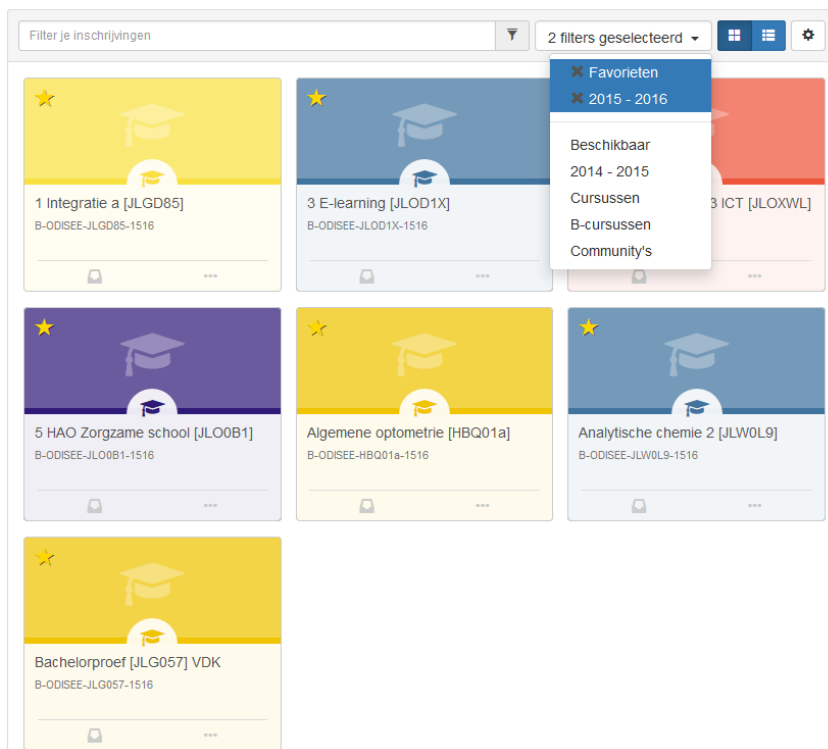 Filter je inschrijvingen
2 filters geselecteerd
Favorieten
2015 - 2016
Beschikbaar
2014 - 2015
Cursussen
B-cursussen
Community's
1 Integratie a [JLGD85]
B-ODISEE-JLGD85-1516
3 E-learning [JLOD1X]
B-ODISEE-JLOD1X-1516
3 ICT [JLOXWL]
5 HAO Zorgzame school [JLO0B1]
B-ODISEE-JLO0B1-1516
Algemene optometrie [HBQ01a]
B-ODISEE-HBQ01a-1516
Analytische chemie 2 [JLW0L9]
B-ODISEE-JLW0L9-1516
Bachelorproef [JLG057] VDK
B-ODISEE-JLG057-1516